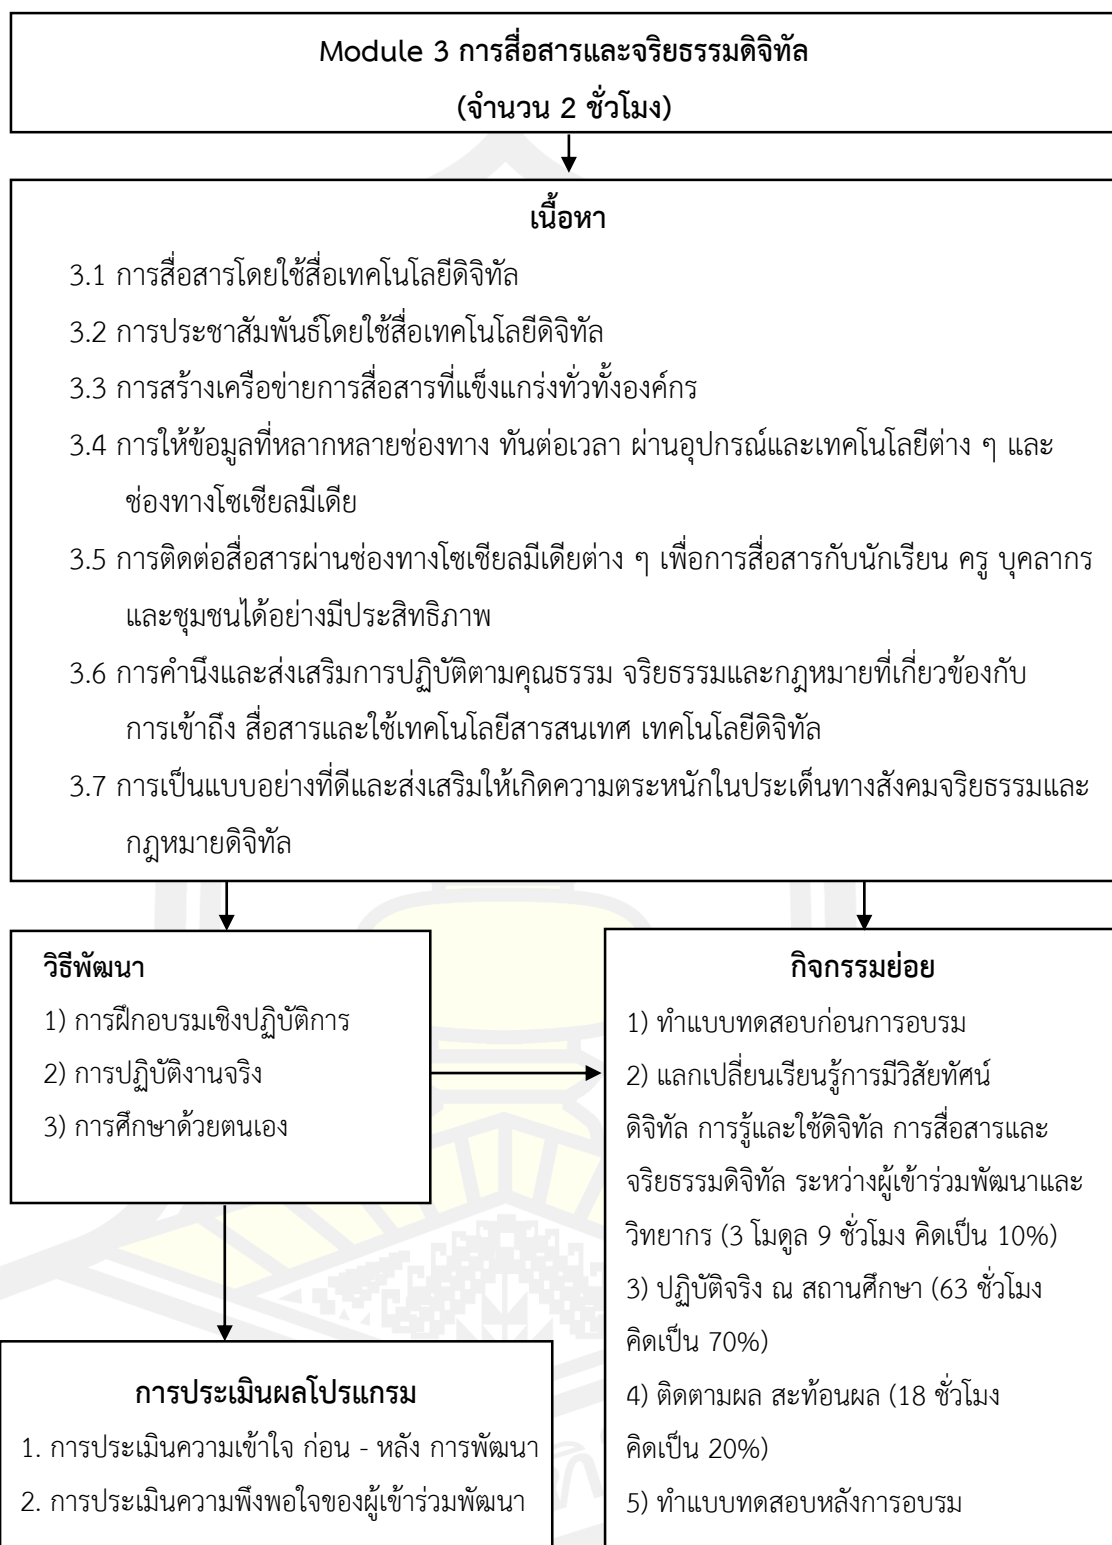 Module 3 การสื่อสารและจริยธรรมดิจิทัล
(จำนวน 2 ชั่วโมง)
เนื้อหา
3.1 การสื่อสารโดยใช้สื่อเทคโนโลยีดิจิทัล
3.2 การประชาสัมพันธ์โดยใช้สื่อเทคโนโลยีดิจิทัล
3.3 การสร้างเครือข่ายการสื่อสารที่แข็งแกร่งทั่วทั้งองค์กร
3.4 การให้ข้อมูลที่หลากหลายช่องทาง ทันต่อเวลา ผ่านอุปกรณ์และเทคโนโลยีต่าง ๆ และ
ช่องทางโซเชียลมีเดีย
3.5 การติดต่อสื่อสารผ่านช่องทางโซเชียลมีเดียต่าง ๆ เพื่อการสื่อสารกับนักเรียน ครู บุคลากร
และชุมชนได้อย่างมีประสิทธิภาพ
3.6 การคำนึงและส่งเสริมการปฏิบัติตามคุณธรรม จริยธรรมและกฎหมายที่เกี่ยวข้องกับ
การเข้าถึง สื่อสารและใช้เทคโนโลยีสารสนเทศ เทคโนโลยีดิจิทัล
3.7 การเป็นแบบอย่างที่ดีและส่งเสริมให้เกิดความตระหนักในประเด็นทางสังคมจริยธรรมและ
กฎหมายดิจิทัล
วิธีพัฒนา
1) การฝึกอบรมเชิงปฏิบัติการ
2) การปฏิบัติงานจริง
3) การศึกษาด้วยตนเอง
กิจกรรมย่อย
1) ทำแบบทดสอบก่อนการอบรม
2) แลกเปลี่ยนเรียนรู้การมีวิสัยทัศน์
ดิจิทัล การรู้และใช้ดิจิทัล การสื่อสารและ
จริยธรรมดิจิทัล ระหว่างผู้เข้าร่วมพัฒนาและ
วิทยากร (3 โมดูล 9 ชั่วโมง คิดเป็น 10%)
3) ปฏิบัติจริง ณ สถานศึกษา (63 ชั่วโมง
คิดเป็น 70%)
4) ติดตามผล สะท้อนผล (18 ชั่วโมง
คิดเป็น 20%)
5) ทำแบบทดสอบหลังการอบรม
การประเมินผลโปรแกรม
1. การประเมินความเข้าใจ ก่อน - หลัง การพัฒนา
2. การประเมินความพึงพอใจของผู้เข้าร่วมพัฒนา